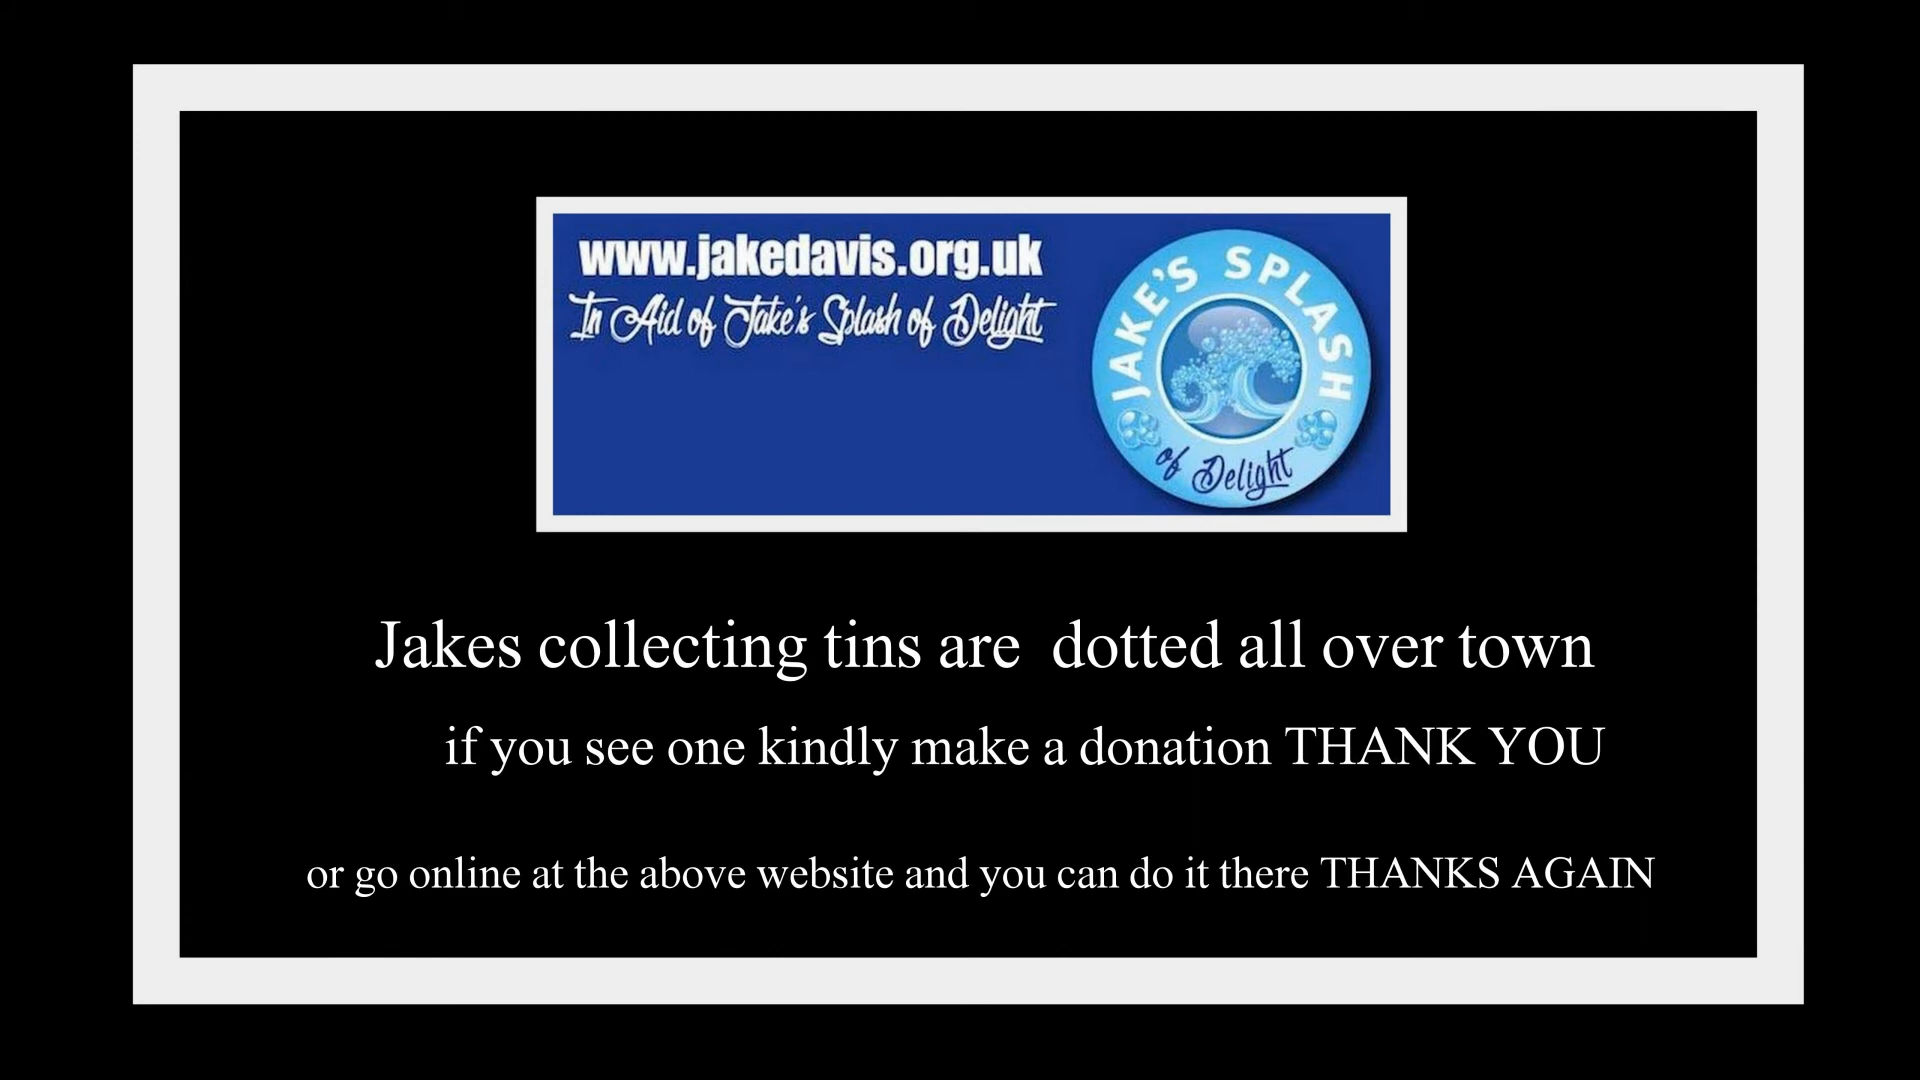 www.jakedavis.org.uk
In Aid of Jake's Splash of Delight
JAKE'S SPLASH
of Delight
Jakes collecting tins are  dotted all over town
if you see one kindly make a donation THANK YOU
or go online at the above website and you can do it there THANKS AGAIN